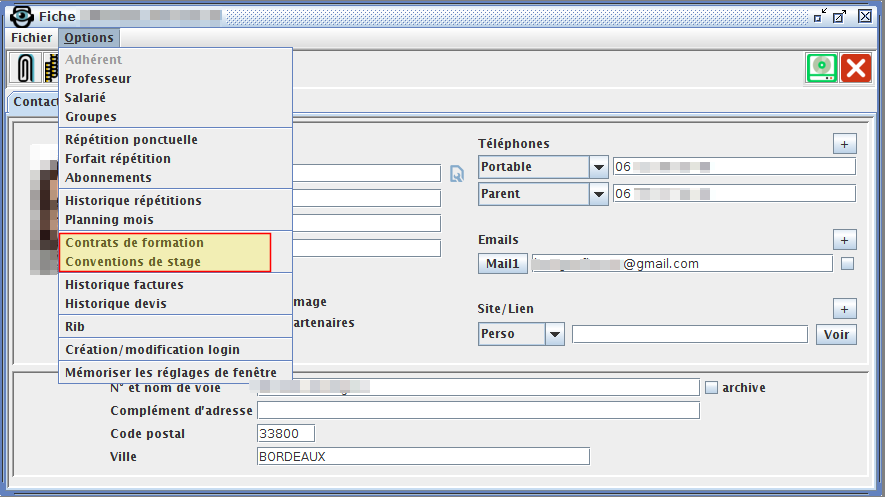 Fiche
Fichier Options
Adhérent
Professeur
Salarié
Groupes
Répétition ponctuelle
Forfait répétition
Abonnements
Historique répétitions
Planning mois
Contrats de formation
Conventions de stage
Historique factures
Historique devis
Rib
Création/modification login
Mémoriser les réglages de fenêtre
Contac
mage
artenaires
Téléphones +
Portable 06
Parent 06
Emails +
Mail1 @gmail.com
Site/Lien +
Perso Voir
N° et nom de voie archive
Complément d'adresse
Code postal 33800
Ville BORDEAUX